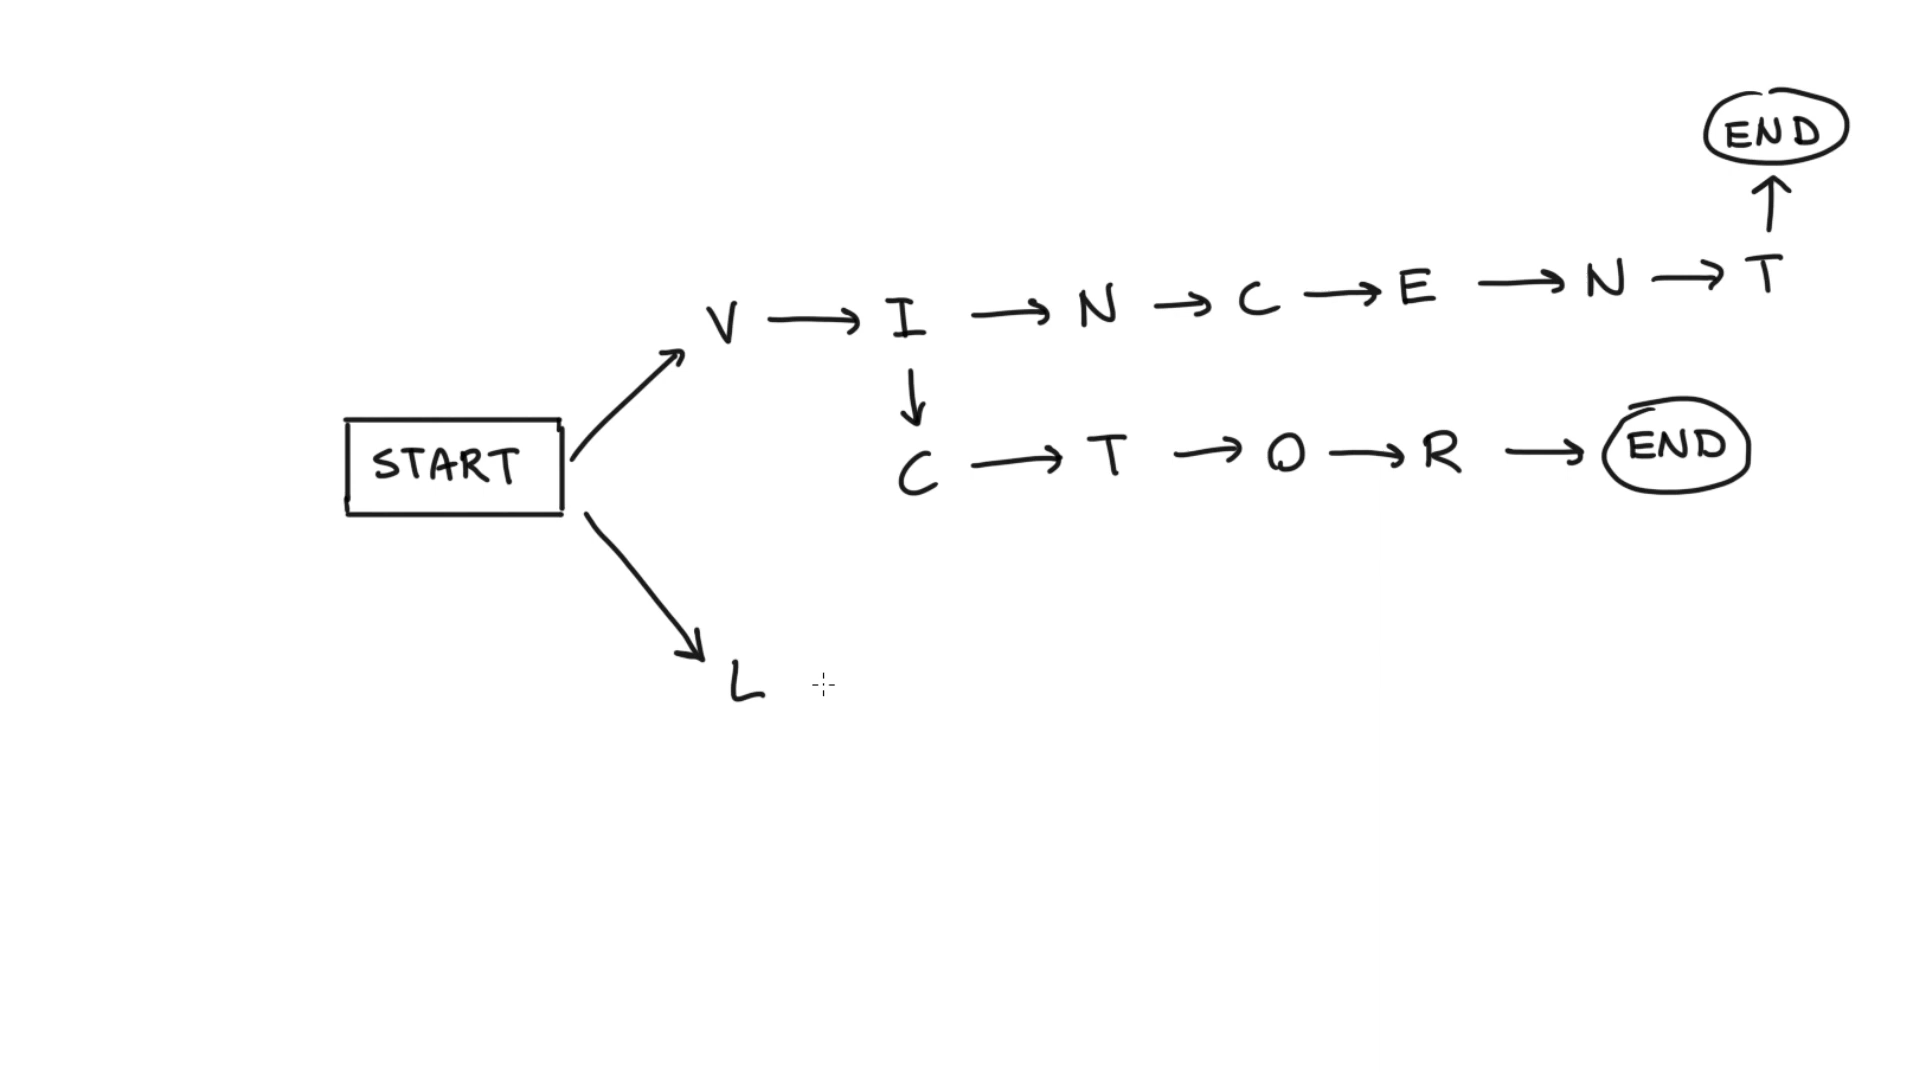 END
V → I → N → C → E → N → T
START
C → T → O → R → END
L